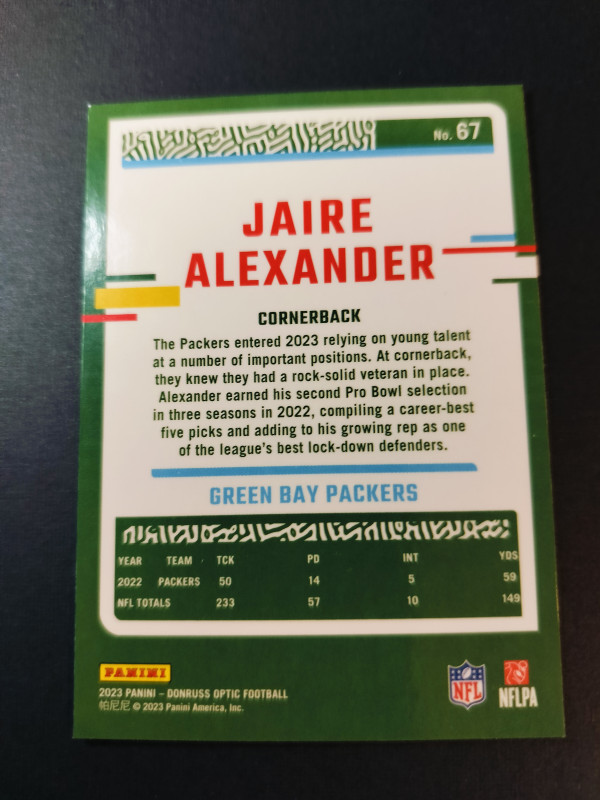 No. 67
JAIRE
ALEXANDER
CORNERBACK
The Packers entered 2023 relying on young talent
at a number of important positions. At cornerback,
they knew they had a rock-solid veteran in place.
Alexander earned his second Pro Bowl selection
in three seasons in 2022, compiling a career-best
five picks and adding to his growing rep as one
of the league's best lock-down defenders.
GREEN BAY PACKERS
YEAR TEAM TCK PD INT YDS
2022 PACKERS 50 14 5 59
NFL TOTALS 233 57 10 149
PANINI
2023 PANINI – DONRUSS OPTIC FOOTBALL
帕尼尼 © 2023 Panini America, Inc.
NFL
NFLPA